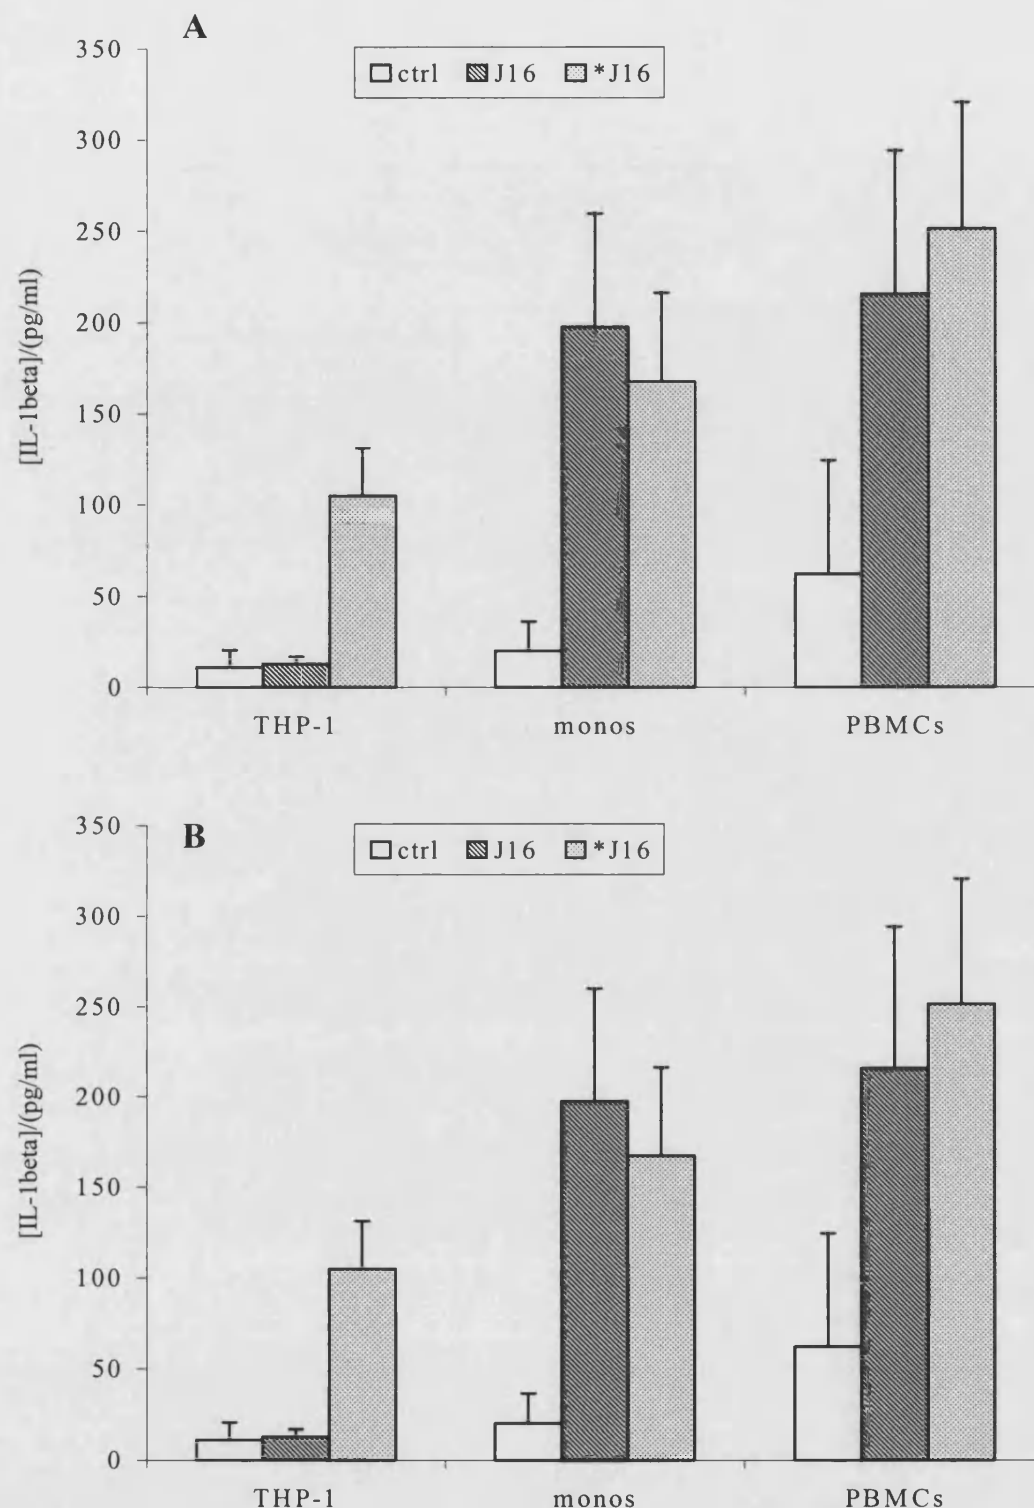 A
350
ctrl J16 *J16
300
250
200
150
100
50
0
[IL-1beta]/(pg/ml)
THP-1 monos PBMCs
B
350
ctrl J16 *J16
300
250
200
150
100
50
0
[IL-1beta]/(pg/ml)
THP-1 monos PBMCs